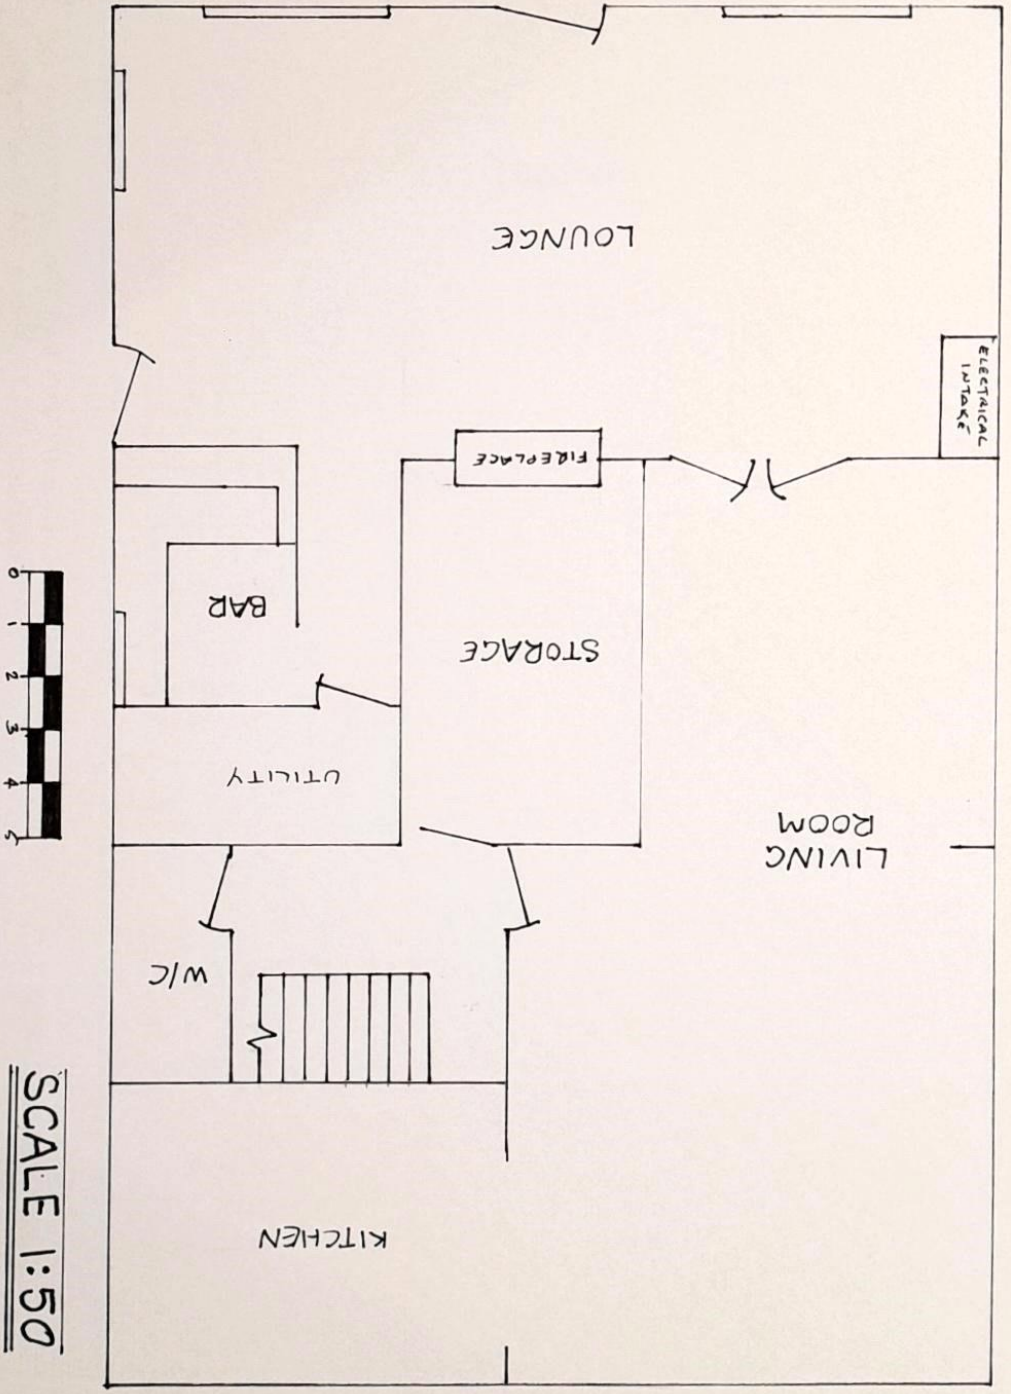 KITCHEN
W/C
LIVING
ROOM
UTILITY
STORAGE
BAR
FIREPLACE
ELECTRICAL
INTAKE
LOUNGE
0 1 2 3 4 5
SCALE 1:50